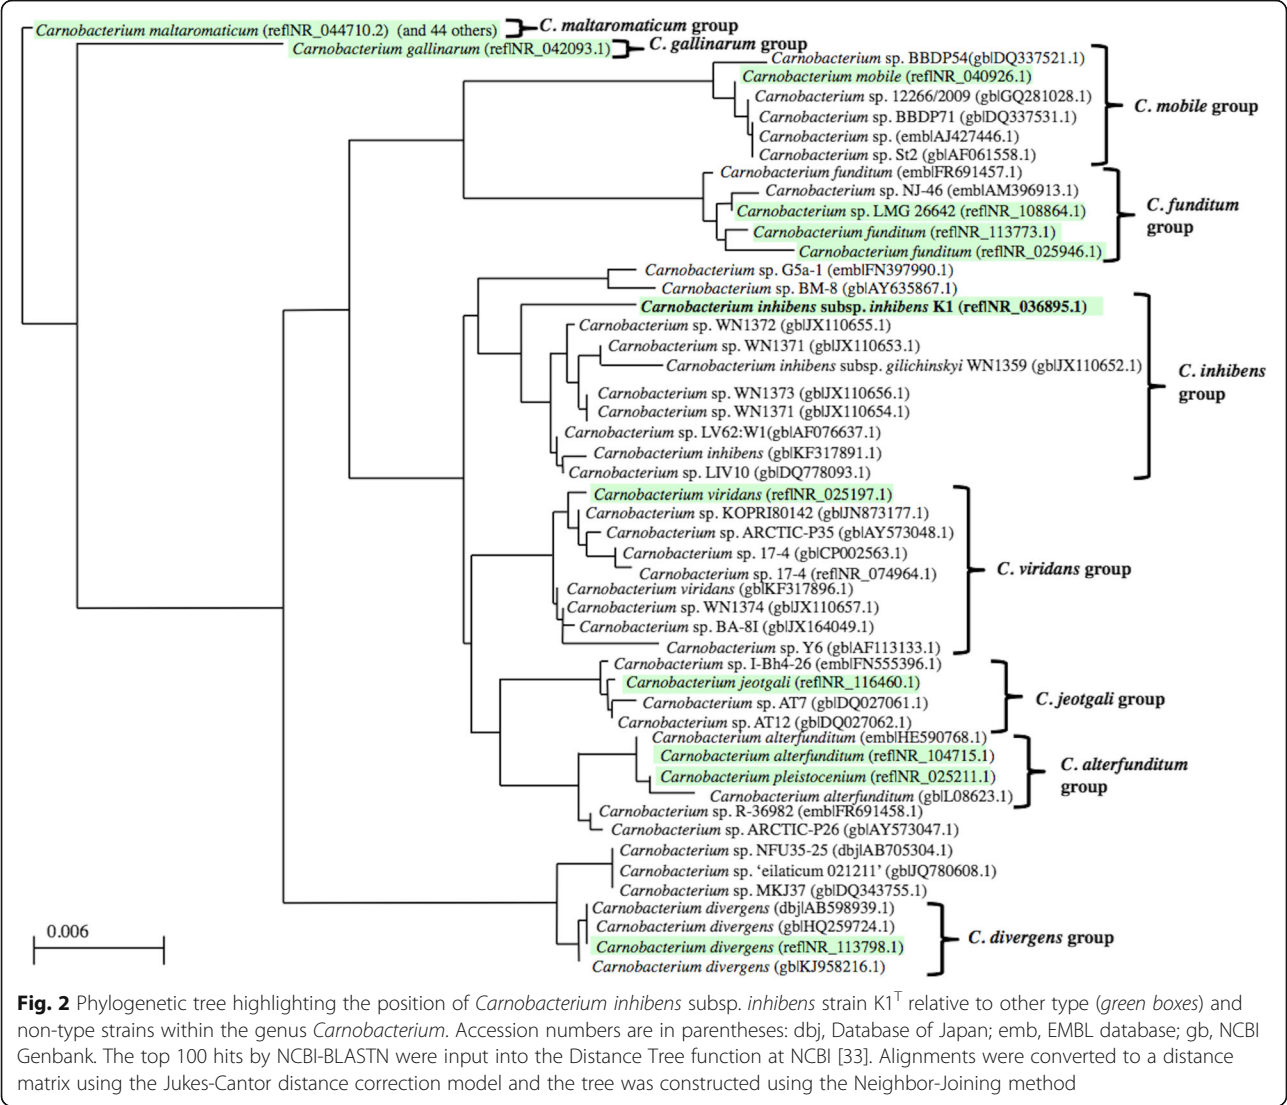 Carnobacterium maltaromaticum (ref|NR_044710.2) (and 44 others) C. maltaromaticum group
Carnobacterium gallinarum (ref|NR_042093.1) C. gallinarum group
Carnobacterium sp. BBDP54(gb|DQ337521.1)
Carnobacterium mobile (ref|NR_040926.1)
Carnobacterium sp. 12266/2009 (gb|GQ281028.1)
C. mobile group
Carnobacterium sp. BBDP71 (gb|DQ337531.1)
Carnobacterium sp. (emb|AJ427446.1)
Carnobacterium sp. St2 (gb|AF061558.1)
Carnobacterium funditum (emb|FR691457.1)
Carnobacterium sp. NJ-46 (emb|AM396913.1)
Carnobacterium sp. LMG 26642 (ref|NR_108864.1)
C. funditum
group
Carnobacterium funditum (ref|NR_113773.1)
Carnobacterium funditum (ref|NR_025946.1)
Carnobacterium sp. G5a-1 (emb|FN397990.1)
Carnobacterium sp. BM-8 (gb|AY635867.1)
Carnobacterium inhibens subsp. inhibens K1 (ref|NR_036895.1)
Carnobacterium sp. WN1372 (gb|JX110655.1)
Carnobacterium sp. WN1371 (gb|JX110653.1)
Carnobacterium inhibens subsp. gilichinskyi WN1359 (gb|JX110652.1)
C. inhibens
group
Carnobacterium sp. WN1373 (gb|JX110656.1)
Carnobacterium sp. WN1371 (gb|JX110654.1)
Carnobacterium sp. LV62:W1(gb|AF076637.1)
Carnobacterium inhibens (gb|KF317891.1)
Carnobacterium sp. LIV10 (gb|DQ778093.1)
Carnobacterium viridans (ref|NR_025197.1)
Carnobacterium sp. KOPRI80142 (gb|JN873177.1)
Carnobacterium sp. ARCTIC-P35 (gb|AY573048.1)
Carnobacterium sp. 17-4 (gb|CP002563.1)
C. viridans group
Carnobacterium sp. 17-4 (ref|NR_074964.1)
Carnobacterium viridans (gb|KF317896.1)
Carnobacterium sp. WN1374 (gb|JX110657.1)
Carnobacterium sp. BA-8I (gb|JX164049.1)
Carnobacterium sp. Y6 (gb|AF113133.1)
Carnobacterium sp. I-Bh4-26 (emb|FN555396.1)
Carnobacterium jeotgali (ref|NR_116460.1)
C. jeotgali group
Carnobacterium sp. AT7 (gb|DQ027061.1)
Carnobacterium sp. AT12 (gb|DQ027062.1)
Carnobacterium alterfunditum (emb|HE590768.1)
Carnobacterium alterfunditum (ref|NR_104715.1)
C. alterfunditum
group
Carnobacterium pleistocenium (ref|NR_025211.1)
Carnobacterium alterfunditum (gb|L08623.1)
Carnobacterium sp. R-36982 (emb|FR691458.1)
Carnobacterium sp. ARCTIC-P26 (gb|AY573047.1)
Carnobacterium sp. NFU35-25 (dbj|AB705304.1)
Carnobacterium sp. ‘eilaticum 021211’ (gb|JQ780608.1)
Carnobacterium sp. MKJ37 (gb|DQ343755.1)
Carnobacterium divergens (dbj|AB598939.1)
Carnobacterium divergens (gb|HQ259724.1)
C. divergens group
Carnobacterium divergens (ref|NR_113798.1)
Carnobacterium divergens (gb|KJ958216.1)
0.006
Fig. 2 Phylogenetic tree highlighting the position of Carnobacterium inhibens subsp. inhibens strain K1ᵀ relative to other type (green boxes) and
non-type strains within the genus Carnobacterium. Accession numbers are in parentheses: dbj, Database of Japan; emb, EMBL database; gb, NCBI
Genbank. The top 100 hits by NCBI-BLASTN were input into the Distance Tree function at NCBI [33]. Alignments were converted to a distance
matrix using the Jukes-Cantor distance correction model and the tree was constructed using the Neighbor-Joining method